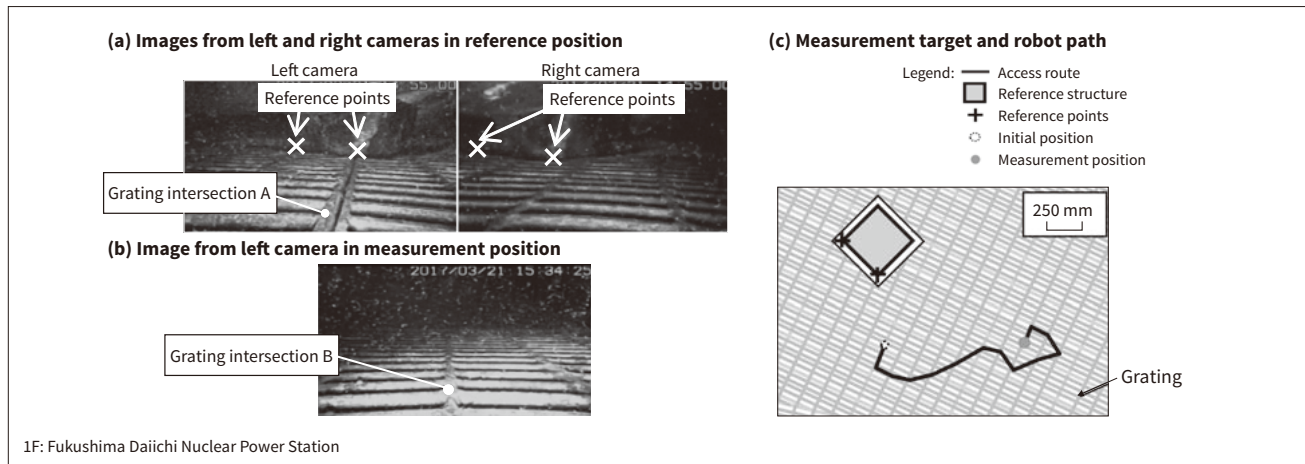 (a) Images from left and right cameras in reference position
Left camera
Right camera
Reference points
Reference points
Grating intersection A
(b) Image from left camera in measurement position
2017/03/21 15:34:25
Grating intersection B
(c) Measurement target and robot path
Legend:
Access route
Reference structure
Reference points
Initial position
Measurement position
250 mm
Grating
1F: Fukushima Daiichi Nuclear Power Station